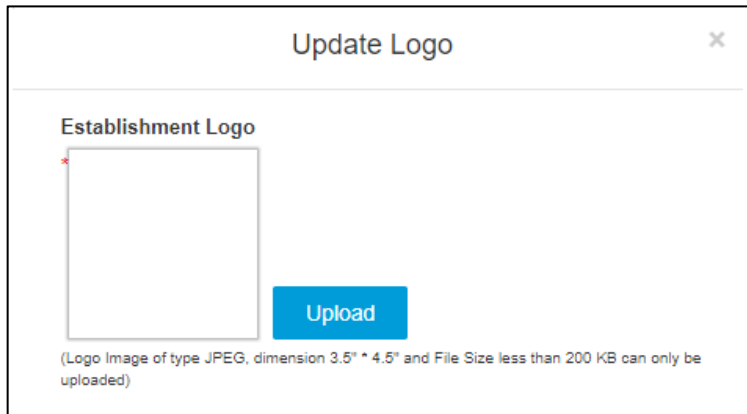 Update Logo ×
Establishment Logo
*
Upload
(Logo Image of type JPEG, dimension 3.5" * 4.5" and File Size less than 200 KB can only be
uploaded)